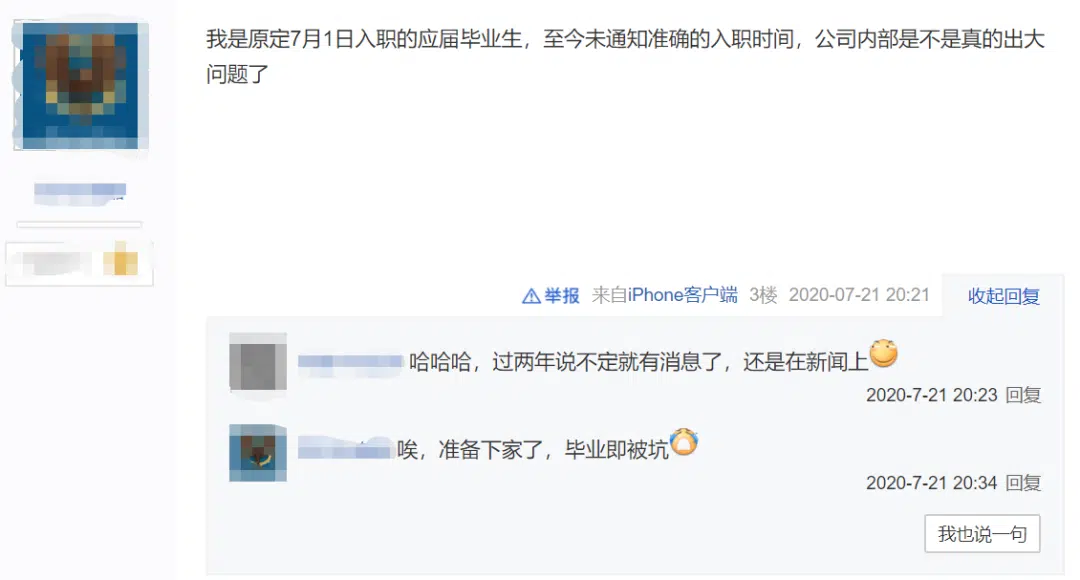 我是原定7月1日入职的应届毕业生，至今未通知准确的入职时间，公司内部是不是真的出大
问题了
举报 来自iPhone客户端 3楼 2020-07-21 20:21 收起回复
哈哈哈，过两年说不定就有消息了，还是在新闻上
2020-7-21 20:23 回复
唉，准备下家了，毕业即被坑
2020-7-21 20:34 回复
我也说一句